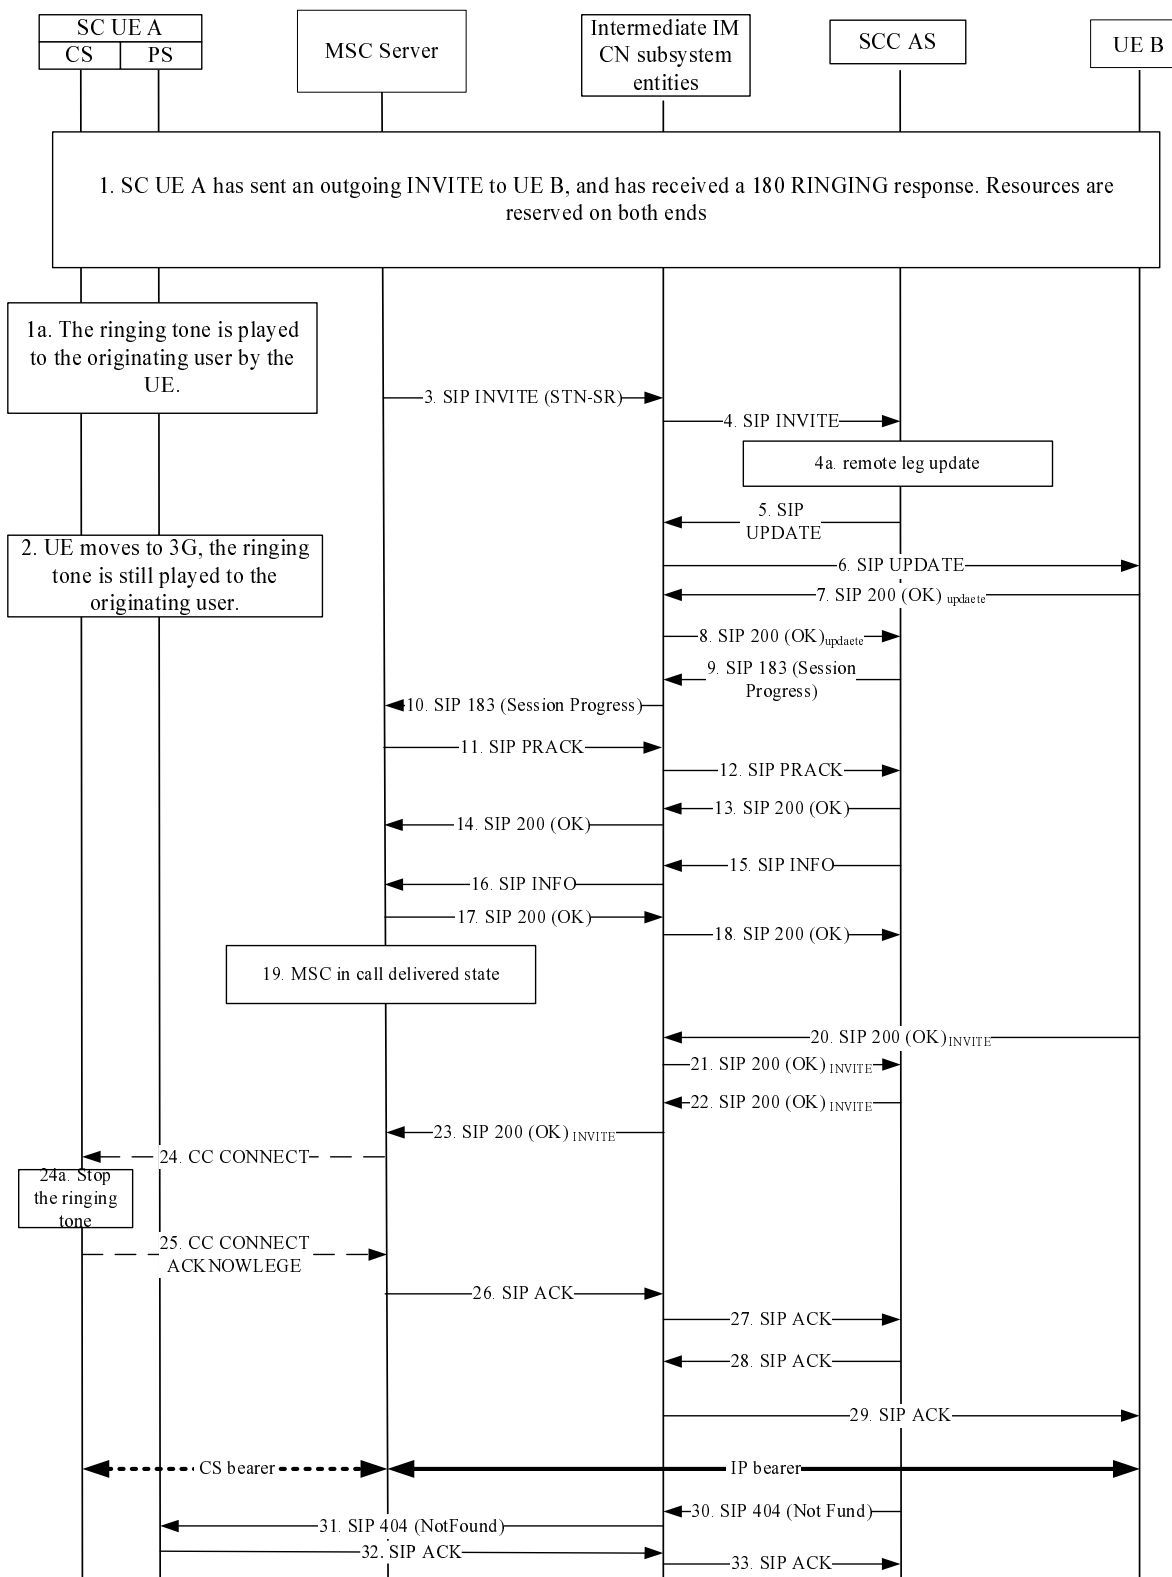 SC UE A
CS
PS
MSC Server
Intermediate IM
CN subsystem
entities
SCC AS
UE B
1. SC UE A has sent an outgoing INVITE to UE B, and has received a 180 RINGING response. Resources are
reserved on both ends
1a. The ringing tone is played
to the originating user by the
UE.
3. SIP INVITE (STN-SR)
4. SIP INVITE
4a. remote leg update
5. SIP
UPDATE
2. UE moves to 3G, the ringing
tone is still played to the
originating user.
6. SIP UPDATE
7. SIP 200 (OK) updaete
8. SIP 200 (OK)updaete
9. SIP 183 (Session
Progress)
10. SIP 183 (Session Progress)
11. SIP PRACK
12. SIP PRACK
13. SIP 200 (OK)
14. SIP 200 (OK)
15. SIP INFO
16. SIP INFO
17. SIP 200 (OK)
18. SIP 200 (OK)
19. MSC in call delivered state
20. SIP 200 (OK)INVITE
21. SIP 200 (OK) INVITE
22. SIP 200 (OK) INVITE
23. SIP 200 (OK) INVITE
24. CC CONNECT
24a. Stop
the ringing
tone
25. CC CONNECT
ACKNOWLEGE
26. SIP ACK
27. SIP ACK
28. SIP ACK
29. SIP ACK
CS bearer
IP bearer
30. SIP 404 (Not Fund)
31. SIP 404 (NotFound)
32. SIP ACK
33. SIP ACK